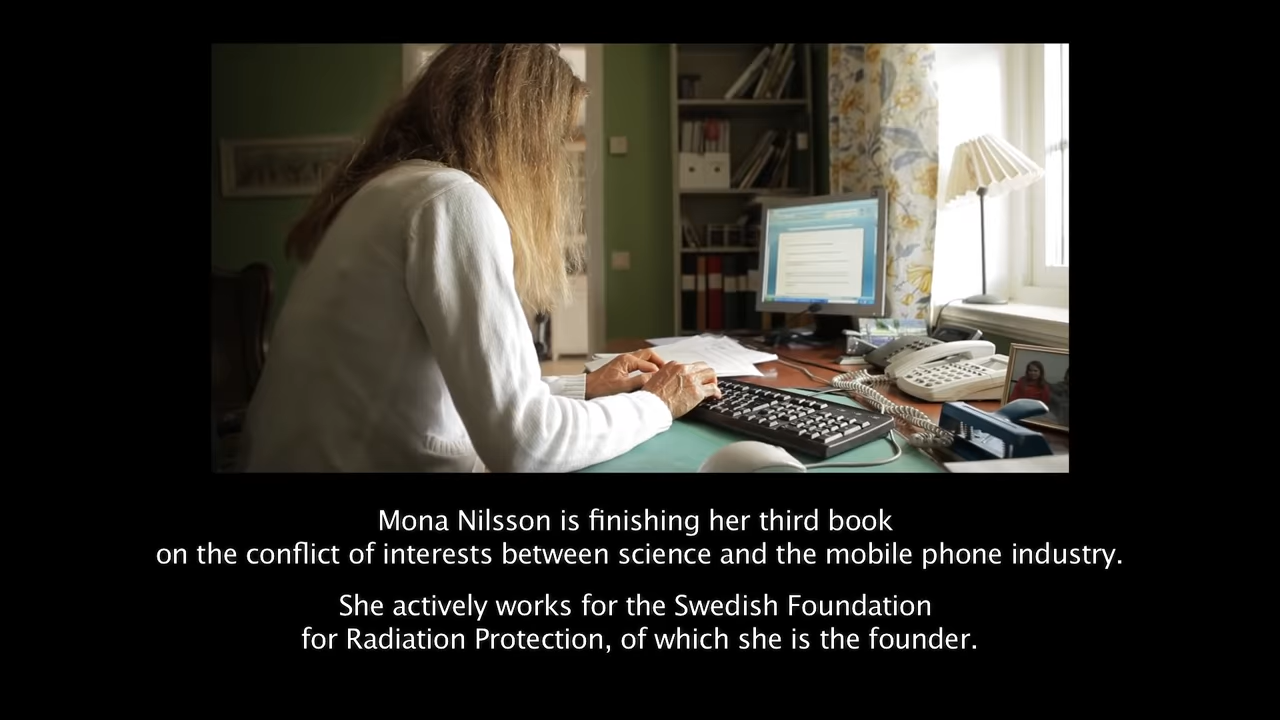 Mona Nilsson is finishing her third book
on the conflict of interests between science and the mobile phone industry.
She actively works for the Swedish Foundation
for Radiation Protection, of which she is the founder.